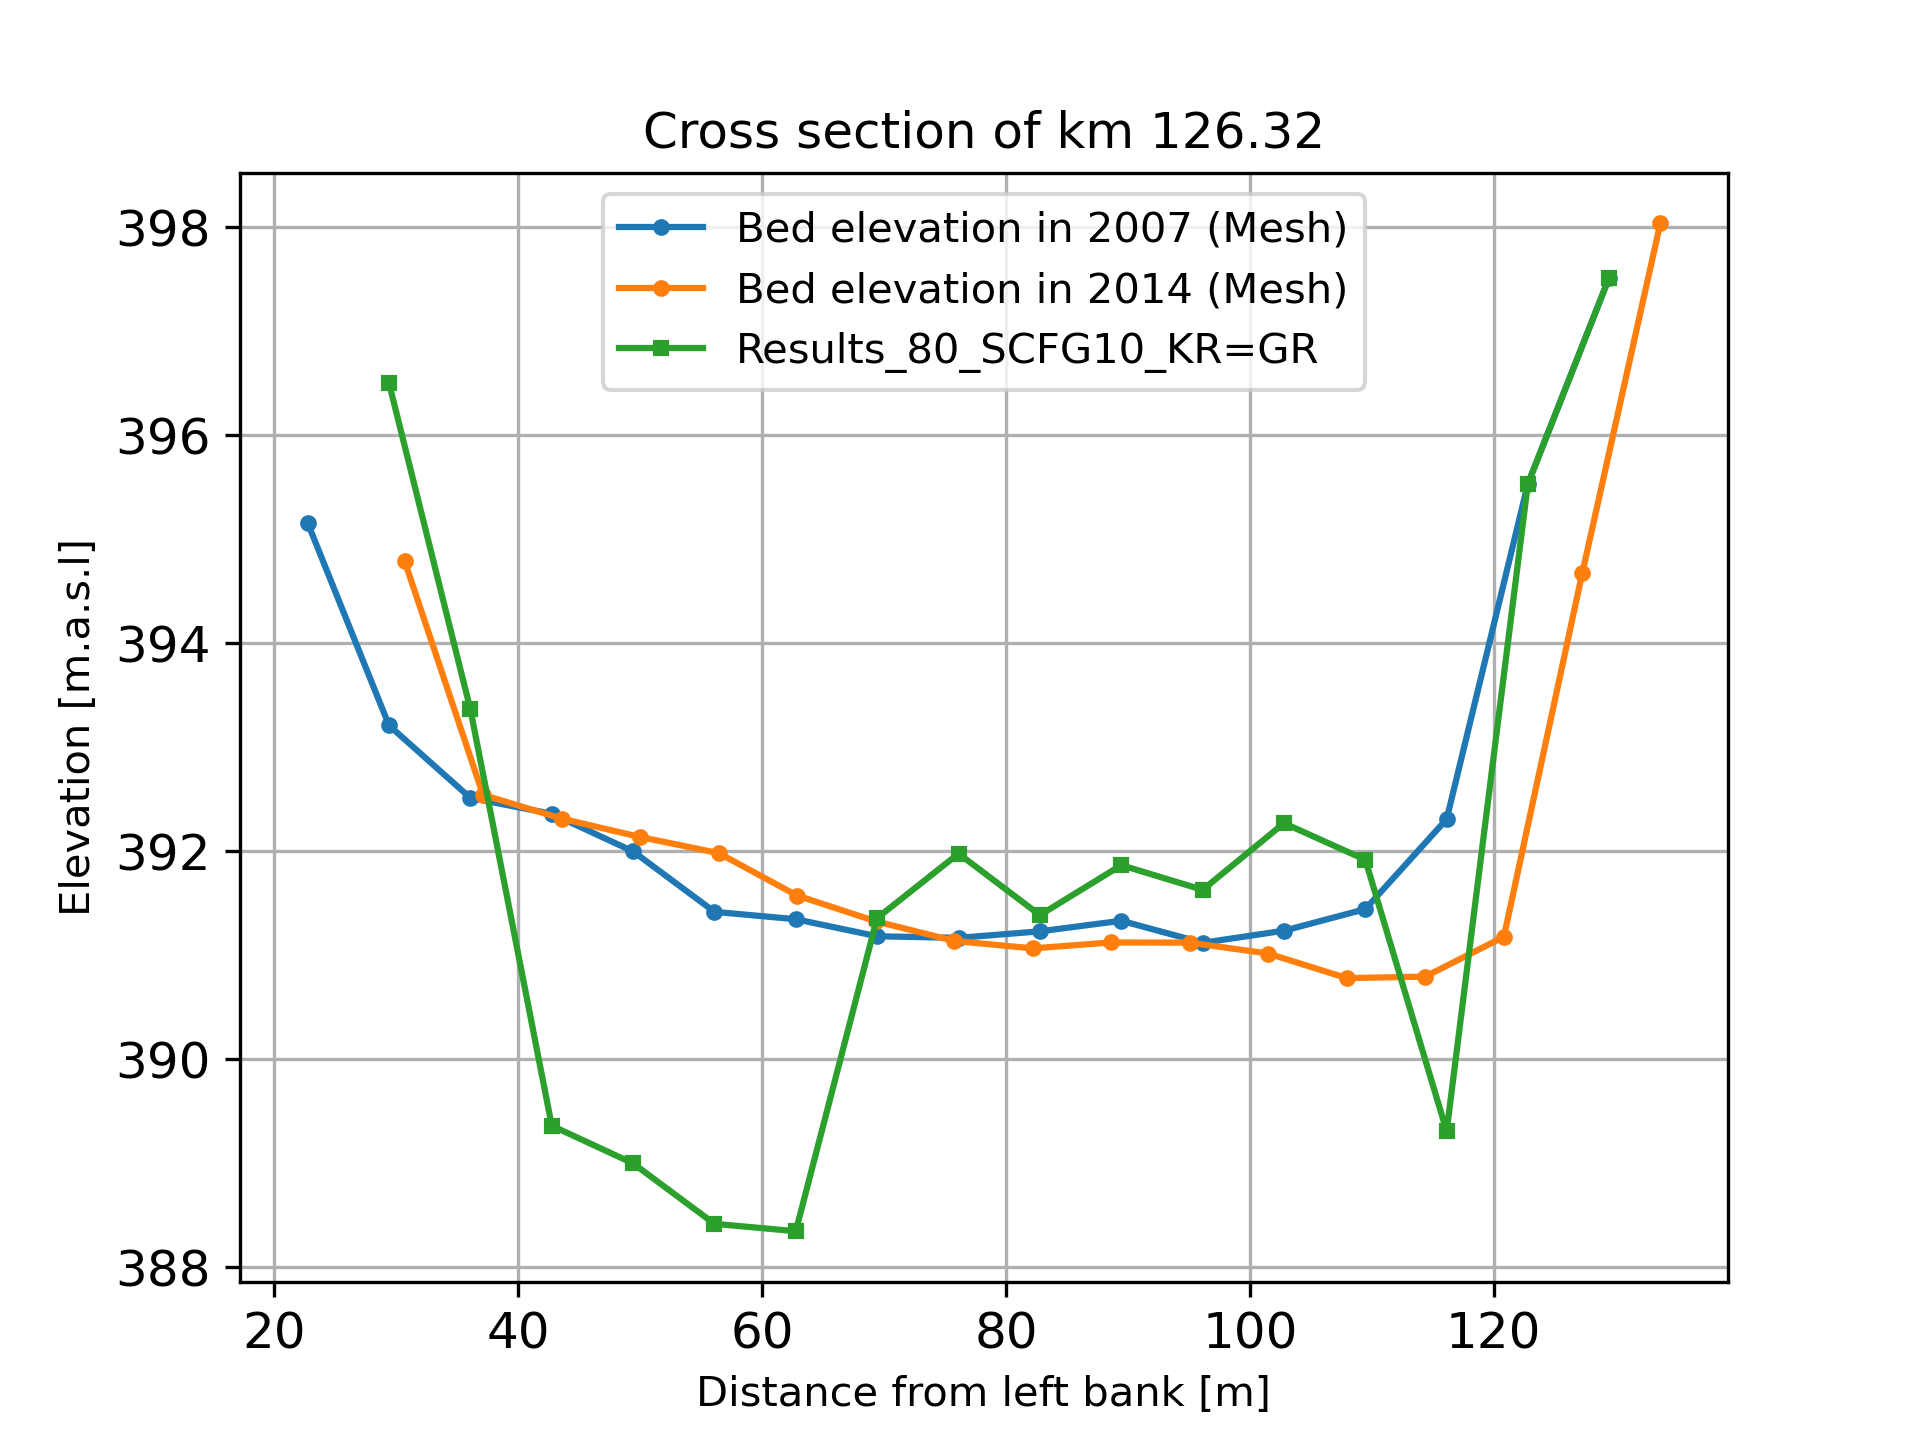 Cross section of km 126.32
Bed elevation in 2007 (Mesh)
Bed elevation in 2014 (Mesh)
Results_80_SCFG10_KR=GR
398
396
394
392
390
388
Elevation [m.a.s.l]
20 40 60 80 100 120
Distance from left bank [m]